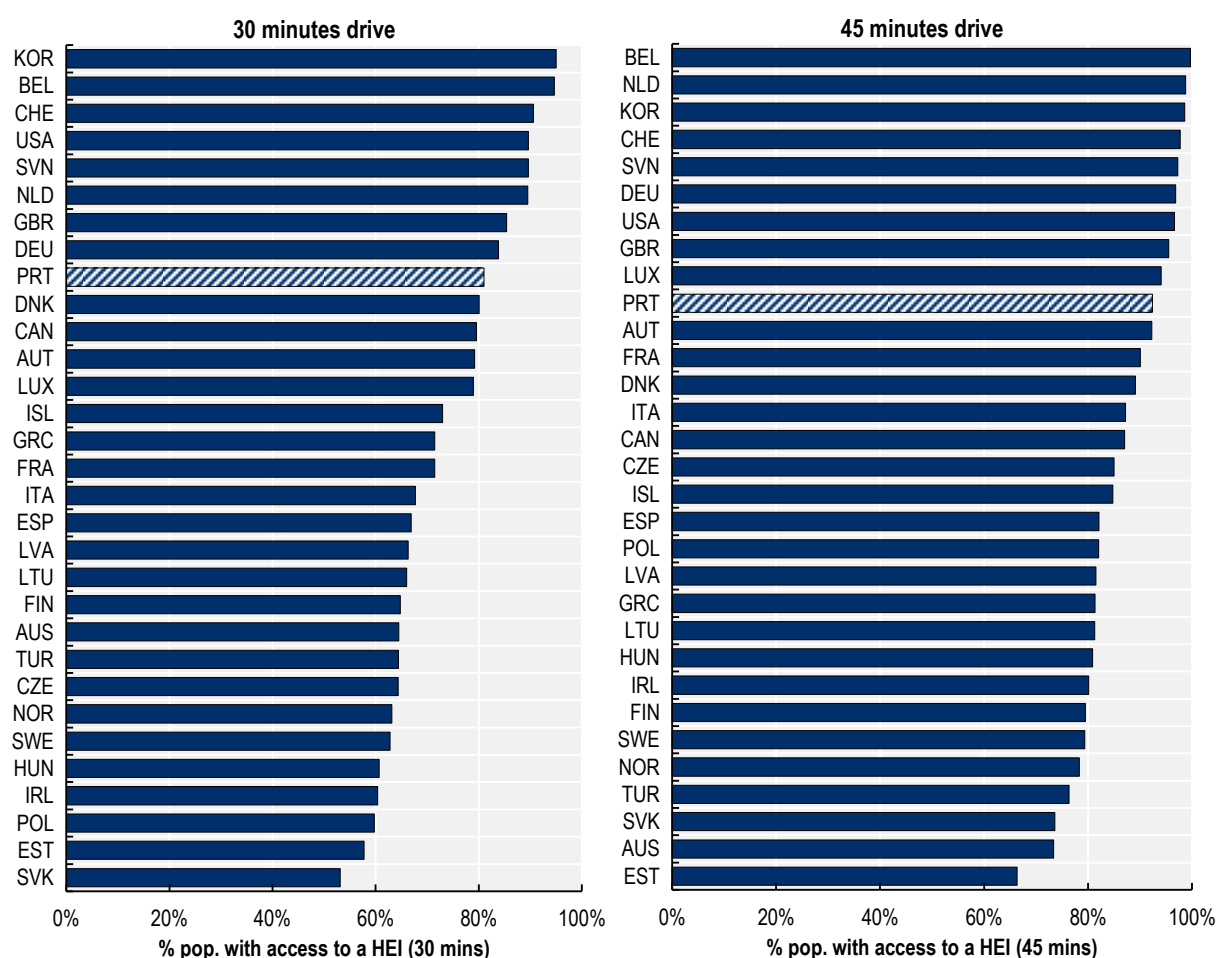 30 minutes drive
KOR
BEL
CHE
USA
SVN
NLD
GBR
DEU
PRT
DNK
CAN
AUT
LUX
ISL
GRC
FRA
ITA
ESP
LVA
LTU
FIN
AUS
TUR
CZE
NOR
SWE
HUN
IRL
POL
EST
SVK
0% 20% 40% 60% 80% 100%
% pop. with access to a HEI (30 mins)
45 minutes drive
BEL
NLD
KOR
CHE
SVN
DEU
USA
GBR
LUX
PRT
AUT
FRA
DNK
ITA
CAN
CZE
ISL
ESP
POL
LVA
GRC
LTU
HUN
IRL
FIN
SWE
NOR
TUR
SVK
AUS
EST
0% 20% 40% 60% 80% 100%
% pop. with access to a HEI (45 mins)